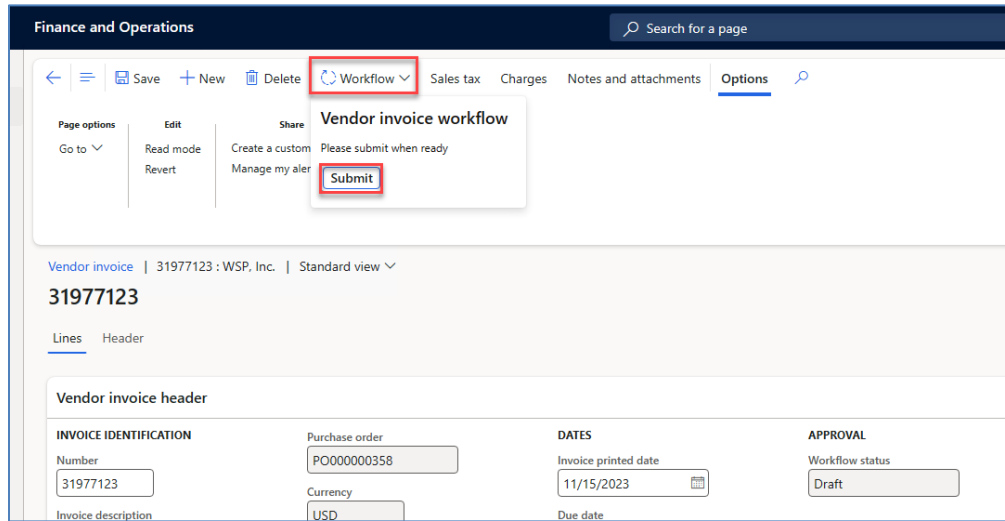 Finance and Operations
Search for a page
Save
New
Delete
Workflow
Sales tax
Charges
Notes and attachments
Options
Page options
Go to
Edit
Read mode
Revert
Share
Create a custom
Manage my aler
Vendor invoice workflow
Please submit when ready
Submit
Vendor invoice | 31977123 : WSP, Inc. | Standard view
31977123
Lines
Header
Vendor invoice header
INVOICE IDENTIFICATION
Number
31977123
Invoice description
Purchase order
PO000000358
Currency
USD
DATES
Invoice printed date
11/15/2023
Due date
APPROVAL
Workflow status
Draft